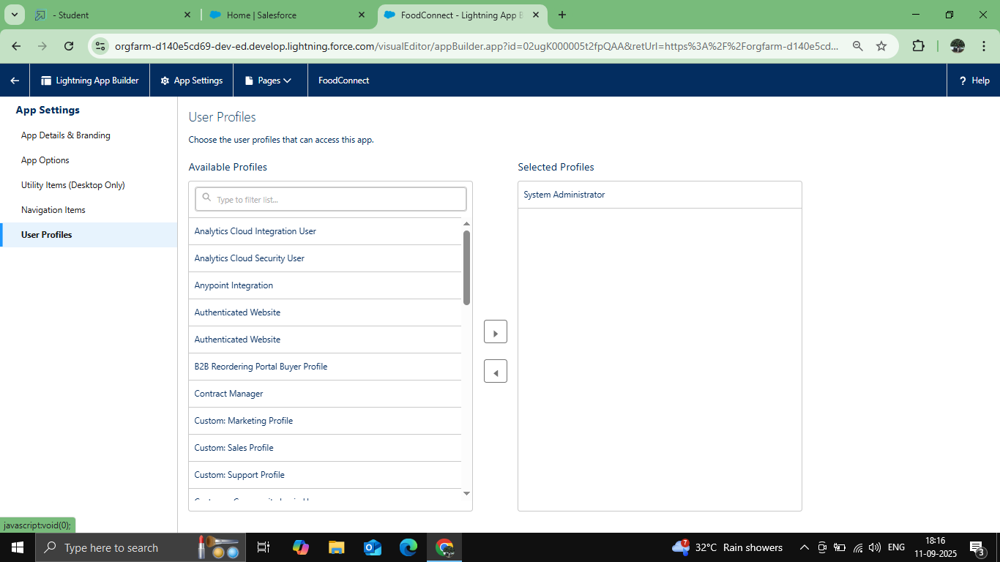 - Student
Home | Salesforce
FoodConnect - Lightning App B
orgfarm-d140e5cd69-dev-ed.develop.lightning.force.com/visualEditor/appBuilder.app?id=02ugK000005t2fpQAA&retUrl=https%3A%2F%2Forgfarm-d140e5cd...
Lightning App Builder
App Settings
Pages
FoodConnect
? Help
App Settings
App Details & Branding
App Options
Utility Items (Desktop Only)
Navigation Items
User Profiles
User Profiles
Choose the user profiles that can access this app.
Available Profiles
Type to filter list...
Analytics Cloud Integration User
Analytics Cloud Security User
Anypoint Integration
Authenticated Website
Authenticated Website
B2B Reordering Portal Buyer Profile
Contract Manager
Custom: Marketing Profile
Custom: Sales Profile
Custom: Support Profile
Selected Profiles
System Administrator
javascript:void(0);
Type here to search
7
32°C Rain showers
ENG
18:16
11-09-2025
3